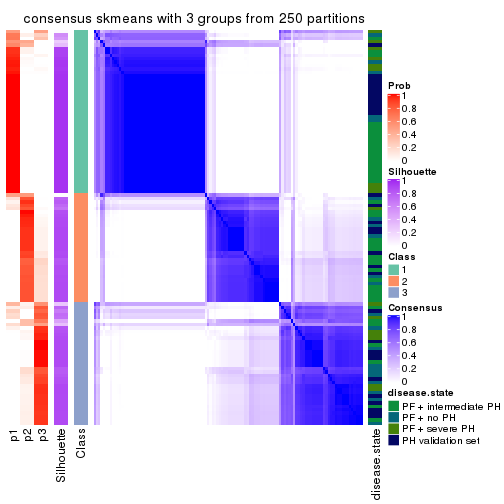 consensus skmeans with 3 groups from 250 partitions
Prob
1
0.8
0.6
0.4
0.2
0
Silhouette
1
0.8
0.6
0.4
0.2
0
Class
1
2
3
Consensus
1
0.8
0.6
0.4
0.2
0
disease.state
PF + intermediate PH
PF + no PH
PF + severe PH
PH validation set
p1
p2
p3
Silhouette
Class
disease.state